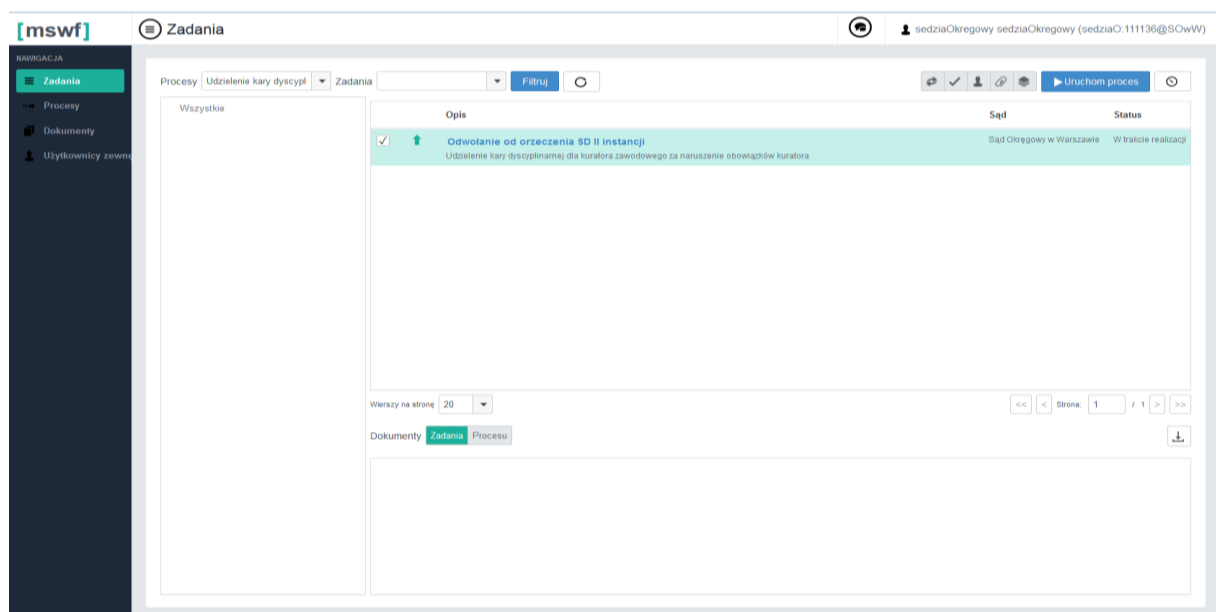 [mswf]
Zadania
sedziaOkregowy sedziaOkregowy (sedziaO:111136@SOwW)
NAWIGACJA
Zadania
Procesy
Dokumenty
Użytkownicy zewnę
Procesy Udzielenie kary dyscypl Zadania Filtruj Uruchom proces
Wszystkie
Opis Sąd Status
Odwołanie od orzeczenia SD II instancji Sąd Okręgowy w Warszawie W trakcie realizacji
Udzielenie kary dyscyplinarnej dla kuratora zawodowego za naruszenie obowiązków kuratora
Wierszy na stronę 20 << < Strona: 1 / 1 > >>
Dokumenty Zadania Procesu